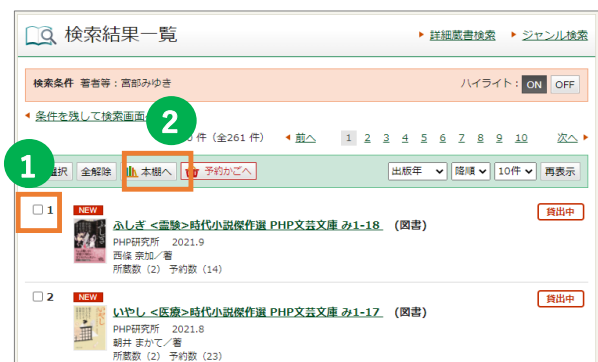 検索結果一覧
詳細蔵書検索 ジャンル検索
検索条件 著者等：宮部みゆき ハイライト： ON OFF
条件を残して検索画面
2
件（全261 件） 前へ 1 2 3 4 5 6 7 8 9 10 次へ
1
選択 全解除 本棚へ 予約かごへ 出版年 降順 10件 再表示
1 NEW 貸出中
ふしぎ <霊験>時代小説傑作選 PHP文芸文庫 み1-18 (図書)
PHP研究所 2021.9
西條 奈加／著
所蔵数（2） 予約数（14）
2 NEW 貸出中
いやし <医療>時代小説傑作選 PHP文芸文庫 み1-17 (図書)
PHP研究所 2021.8
朝井 まかて／著
所蔵数（2） 予約数（23）